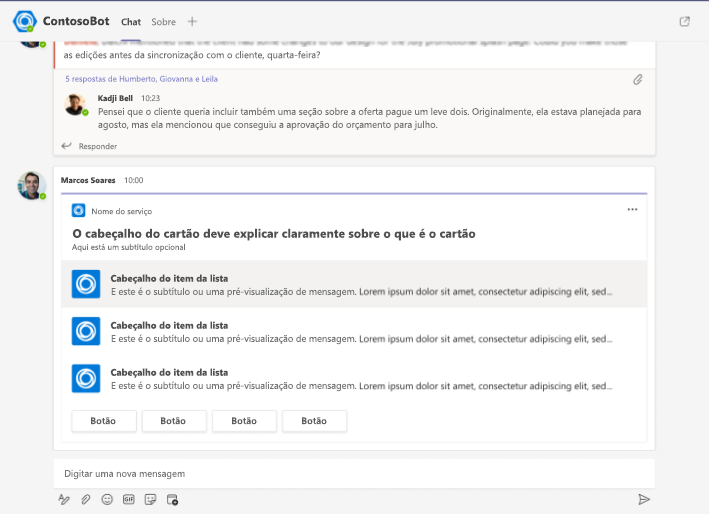 ContosoBot Chat Sobre
as edições antes da sincronização com o cliente, quarta-feira?
5 respostas de Humberto, Giovanna e Leila
Kadji Bell 10:23
Pensei que o cliente queria incluir também uma seção sobre a oferta pague um leve dois. Originalmente, ela estava planejada para
agosto, mas ela mencionou que conseguiu a aprovação do orçamento para julho.
Responder
Marcos Soares 10:00
Nome do serviço
O cabeçalho do cartão deve explicar claramente sobre o que é o cartão
Aqui está um subtítulo opcional
Cabeçalho do item da lista
E este é o subtítulo ou uma pré-visualização de mensagem. Lorem ipsum dolor sit amet, consectetur adipiscing elit, sed...
Cabeçalho do item da lista
E este é o subtítulo ou uma pré-visualização de mensagem. Lorem ipsum dolor sit amet, consectetur adipiscing elit, sed...
Cabeçalho do item da lista
E este é o subtítulo ou uma pré-visualização de mensagem. Lorem ipsum dolor sit amet, consectetur adipiscing elit, sed...
Botão Botão Botão Botão
Digitar uma nova mensagem
GIF